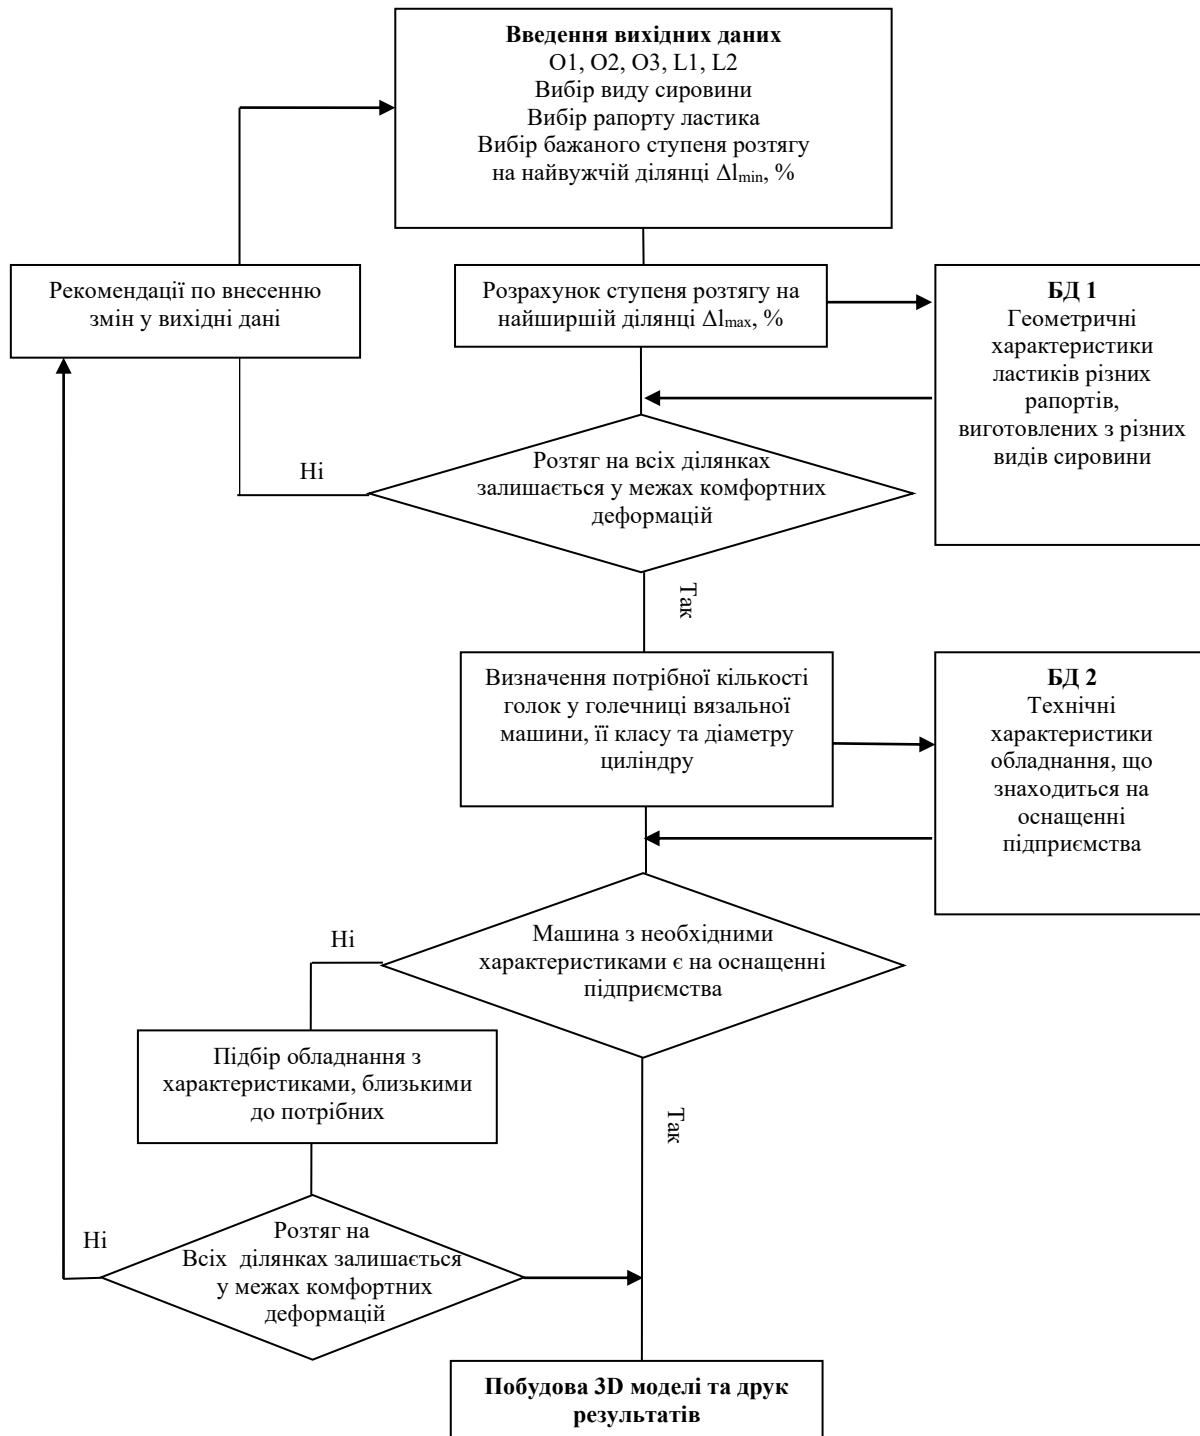 Введення вихідних даних
О1, О2, О3, L1, L2
Вибір виду сировини
Вибір рапорту ластика
Вибір бажаного ступеня розтягу
на найвужчій ділянці Δlmin, %
Рекомендації по внесенню
змін у вихідні дані
Розрахунок ступеня розтягу на
найширшій ділянці Δlmax, %
БД 1
Геометричні
характеристики
ластиків різних
рапортів,
виготовлених з різних
видів сировини
Ні
Розтяг на всіх ділянках
залишається у межах комфортних
деформацій
Так
Визначення потрібної кількості
голок у голечниці вязальної
машини, її класу та діаметру
циліндру
БД 2
Технічні
характеристики
обладнання, що
знаходиться на
оснащенні
підприємства
Ні
Машина з необхідними
характеристиками є на оснащенні
підприємства
Підбір обладнання з
характеристиками, близькими
до потрібних
Так
Ні
Розтяг на
Всіх ділянках залишається
у межах комфортних
деформацій
Побудова 3D моделі та друк
результатів